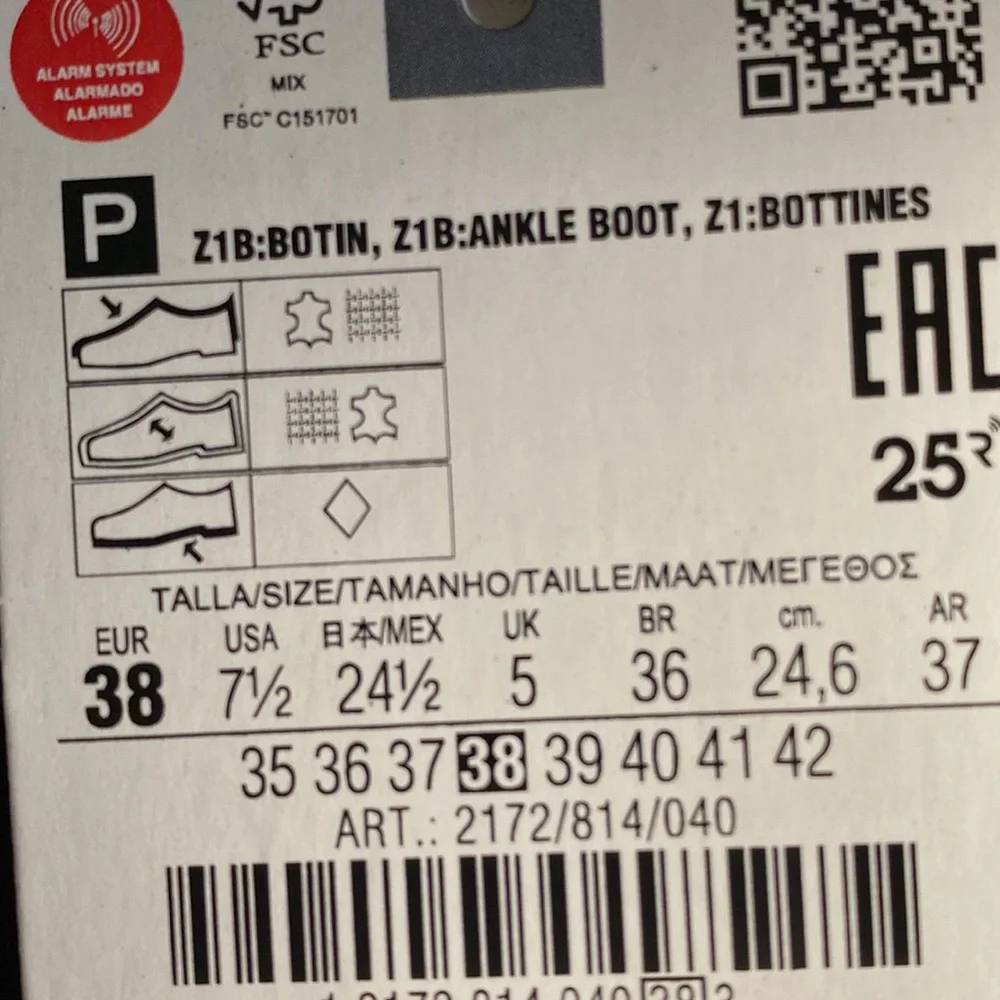 ALARM SYSTEM
ALARMADO
ALARME
FSC
MIX
FSC™ C151701
P
Z1B:BOTIN, Z1B:ANKLE BOOT, Z1:BOTTINES
EAC
25R
TALLA/SIZE/TAMANHO/TAILLE/MAAT/ΜΕΓΕΘΟΣ
EUR USA 日本/MEX UK BR cm. AR
38 7½ 24½ 5 36 24,6 37
35 36 37 38 39 40 41 42
ART.: 2172/814/040